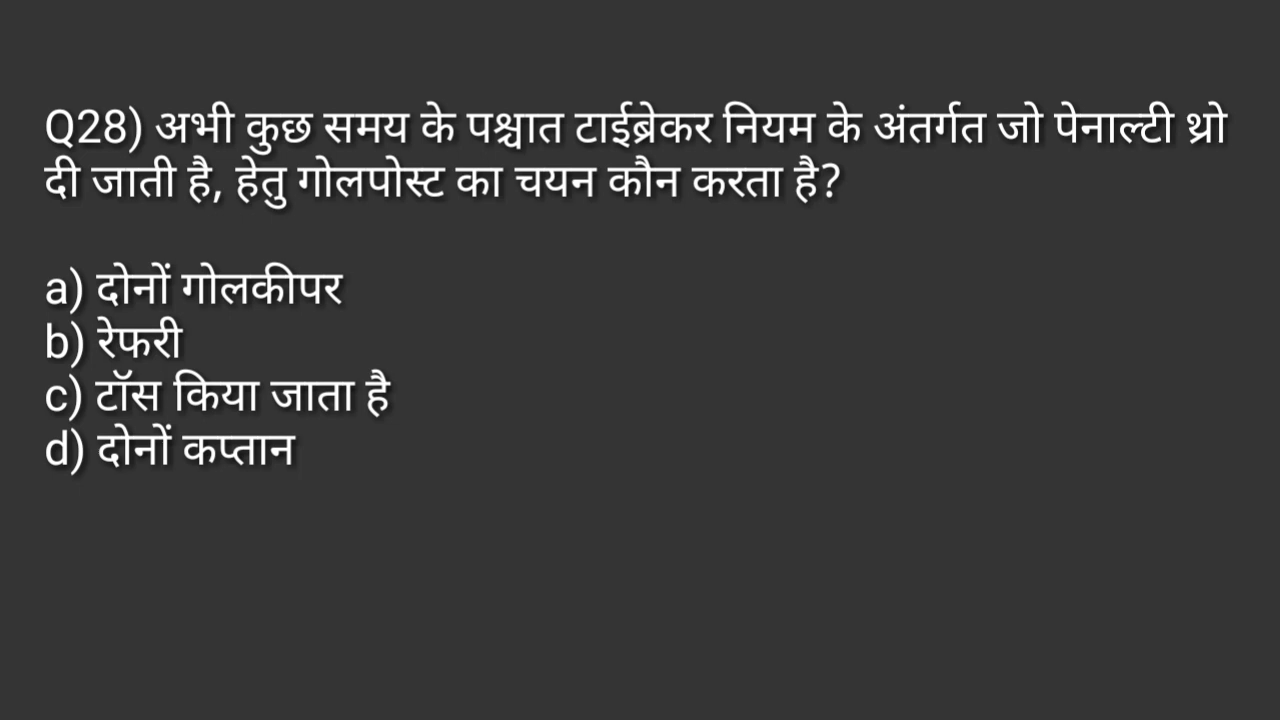 Q28) अभी कुछ समय के पश्चात टाईब्रेकर नियम के अंतर्गत जो पेनाल्टी थ्रो
दी जाती है, हेतु गोलपोस्ट का चयन कौन करता है?
a) दोनों गोलकीपर
b) रेफरी
c) टॉस किया जाता है
d) दोनों कप्तान